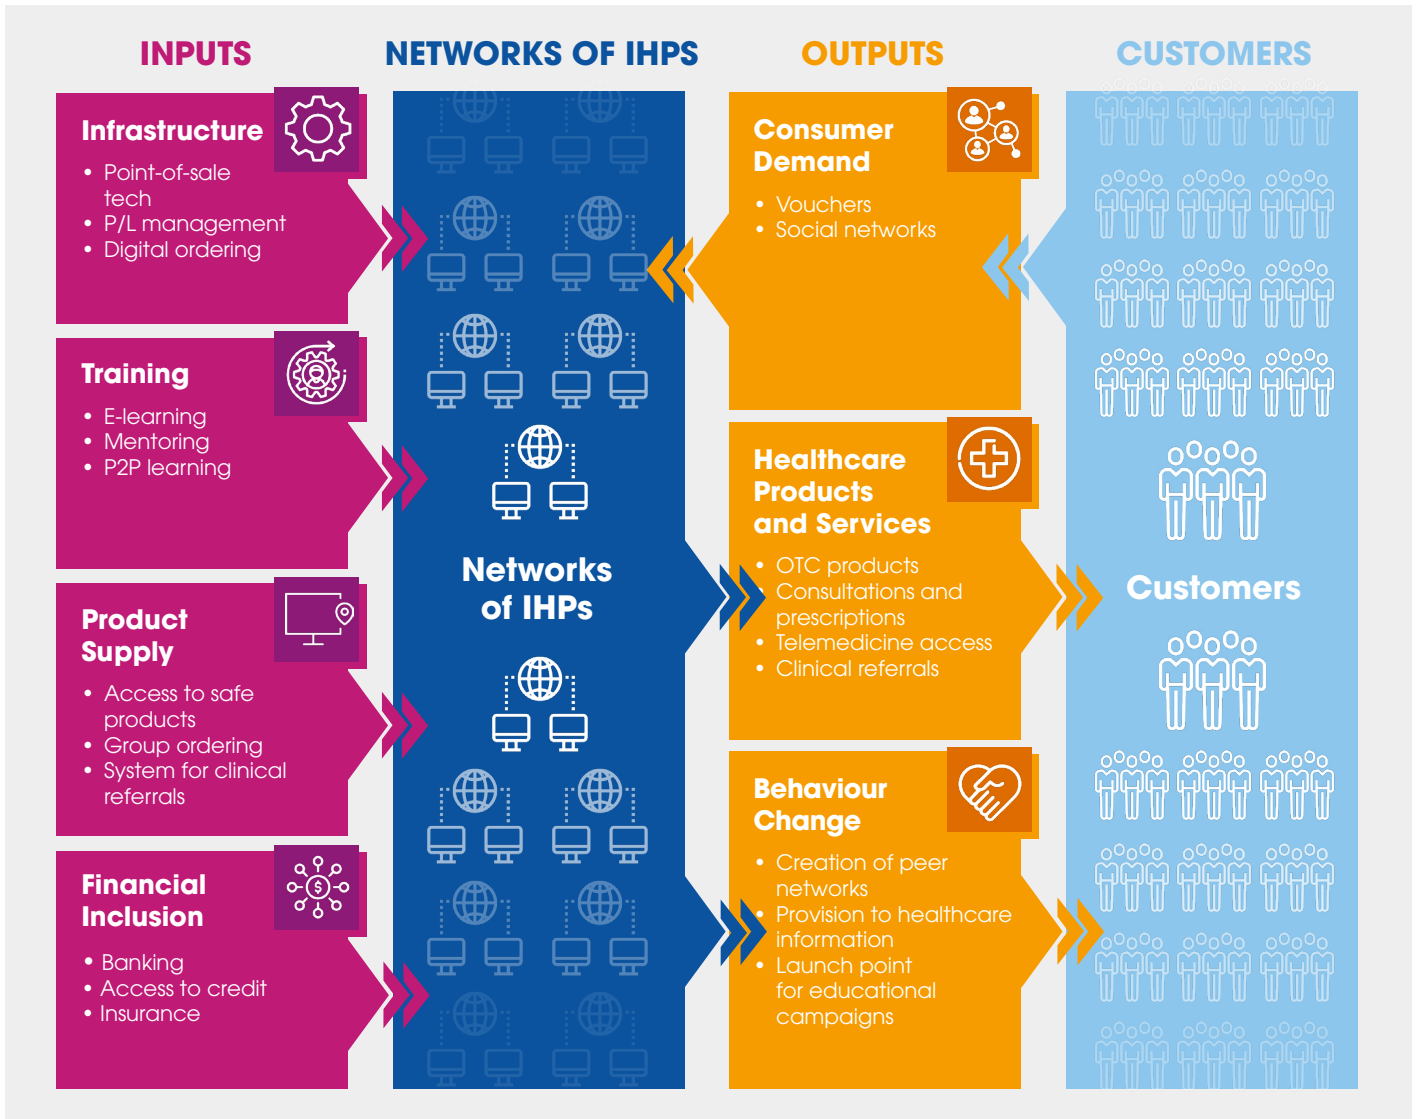 INPUTS
NETWORKS OF IHPS
OUTPUTS
CUSTOMERS
Infrastructure
• Point-of-sale
tech
• P/L management
• Digital ordering
Training
• E-learning
• Mentoring
• P2P learning
Product
Supply
• Access to safe
products
• Group ordering
• System for clinical
referrals
Financial
Inclusion
$
• Banking
• Access to credit
• Insurance
Networks
of IHPs
Consumer
Demand
• Vouchers
• Social networks
Healthcare
Products
and Services
• OTC products
• Consultations and
prescriptions
• Telemedicine access
• Clinical referrals
Behaviour
Change
• Creation of peer
networks
• Provision to healthcare
information
• Launch point
for educational
campaigns
Customers